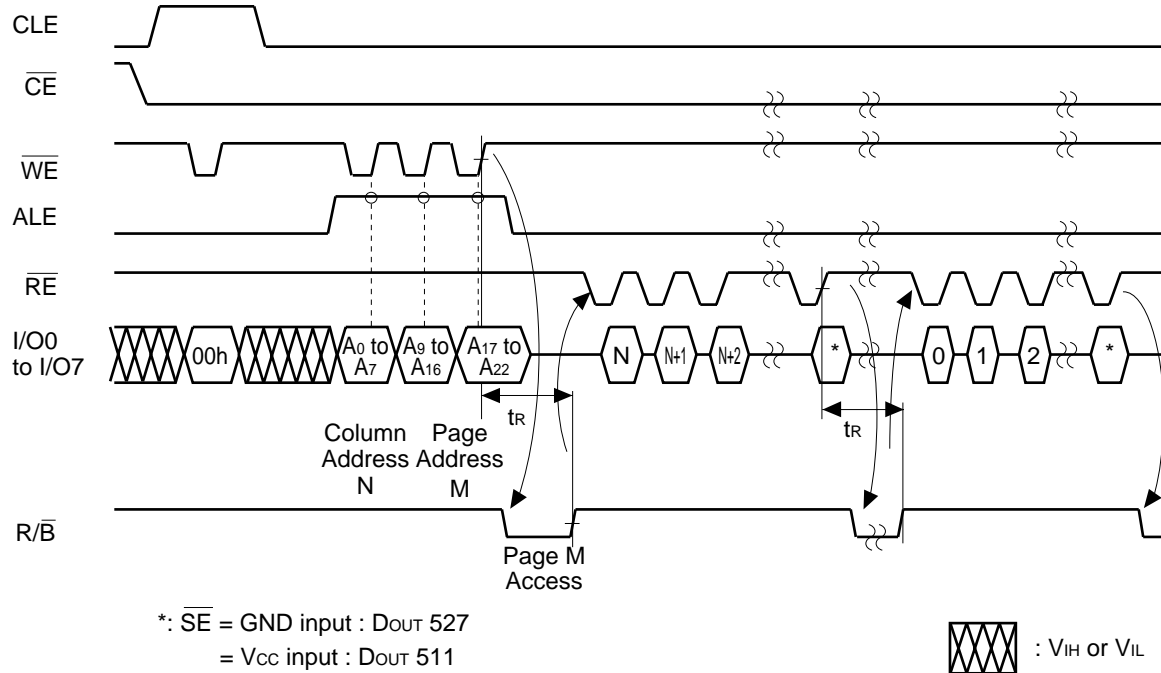 CLE
CE
WE
ALE
RE
I/O0
to I/O7
00h
A0 to
A7
A9 to
A16
A17 to
A22
N
N+1
N+2
*
0
1
2
*
tR
tR
Column
Address
N
Page
Address
M
R/B
Page M
Access
*: SE = GND input : DOUT 527
= VCC input : DOUT 511
: VIH or VIL